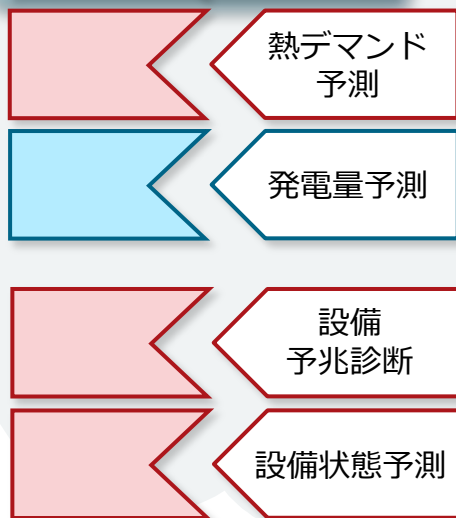 熱デマンド
予測
発電量予測
設備
予兆診断
設備状態予測